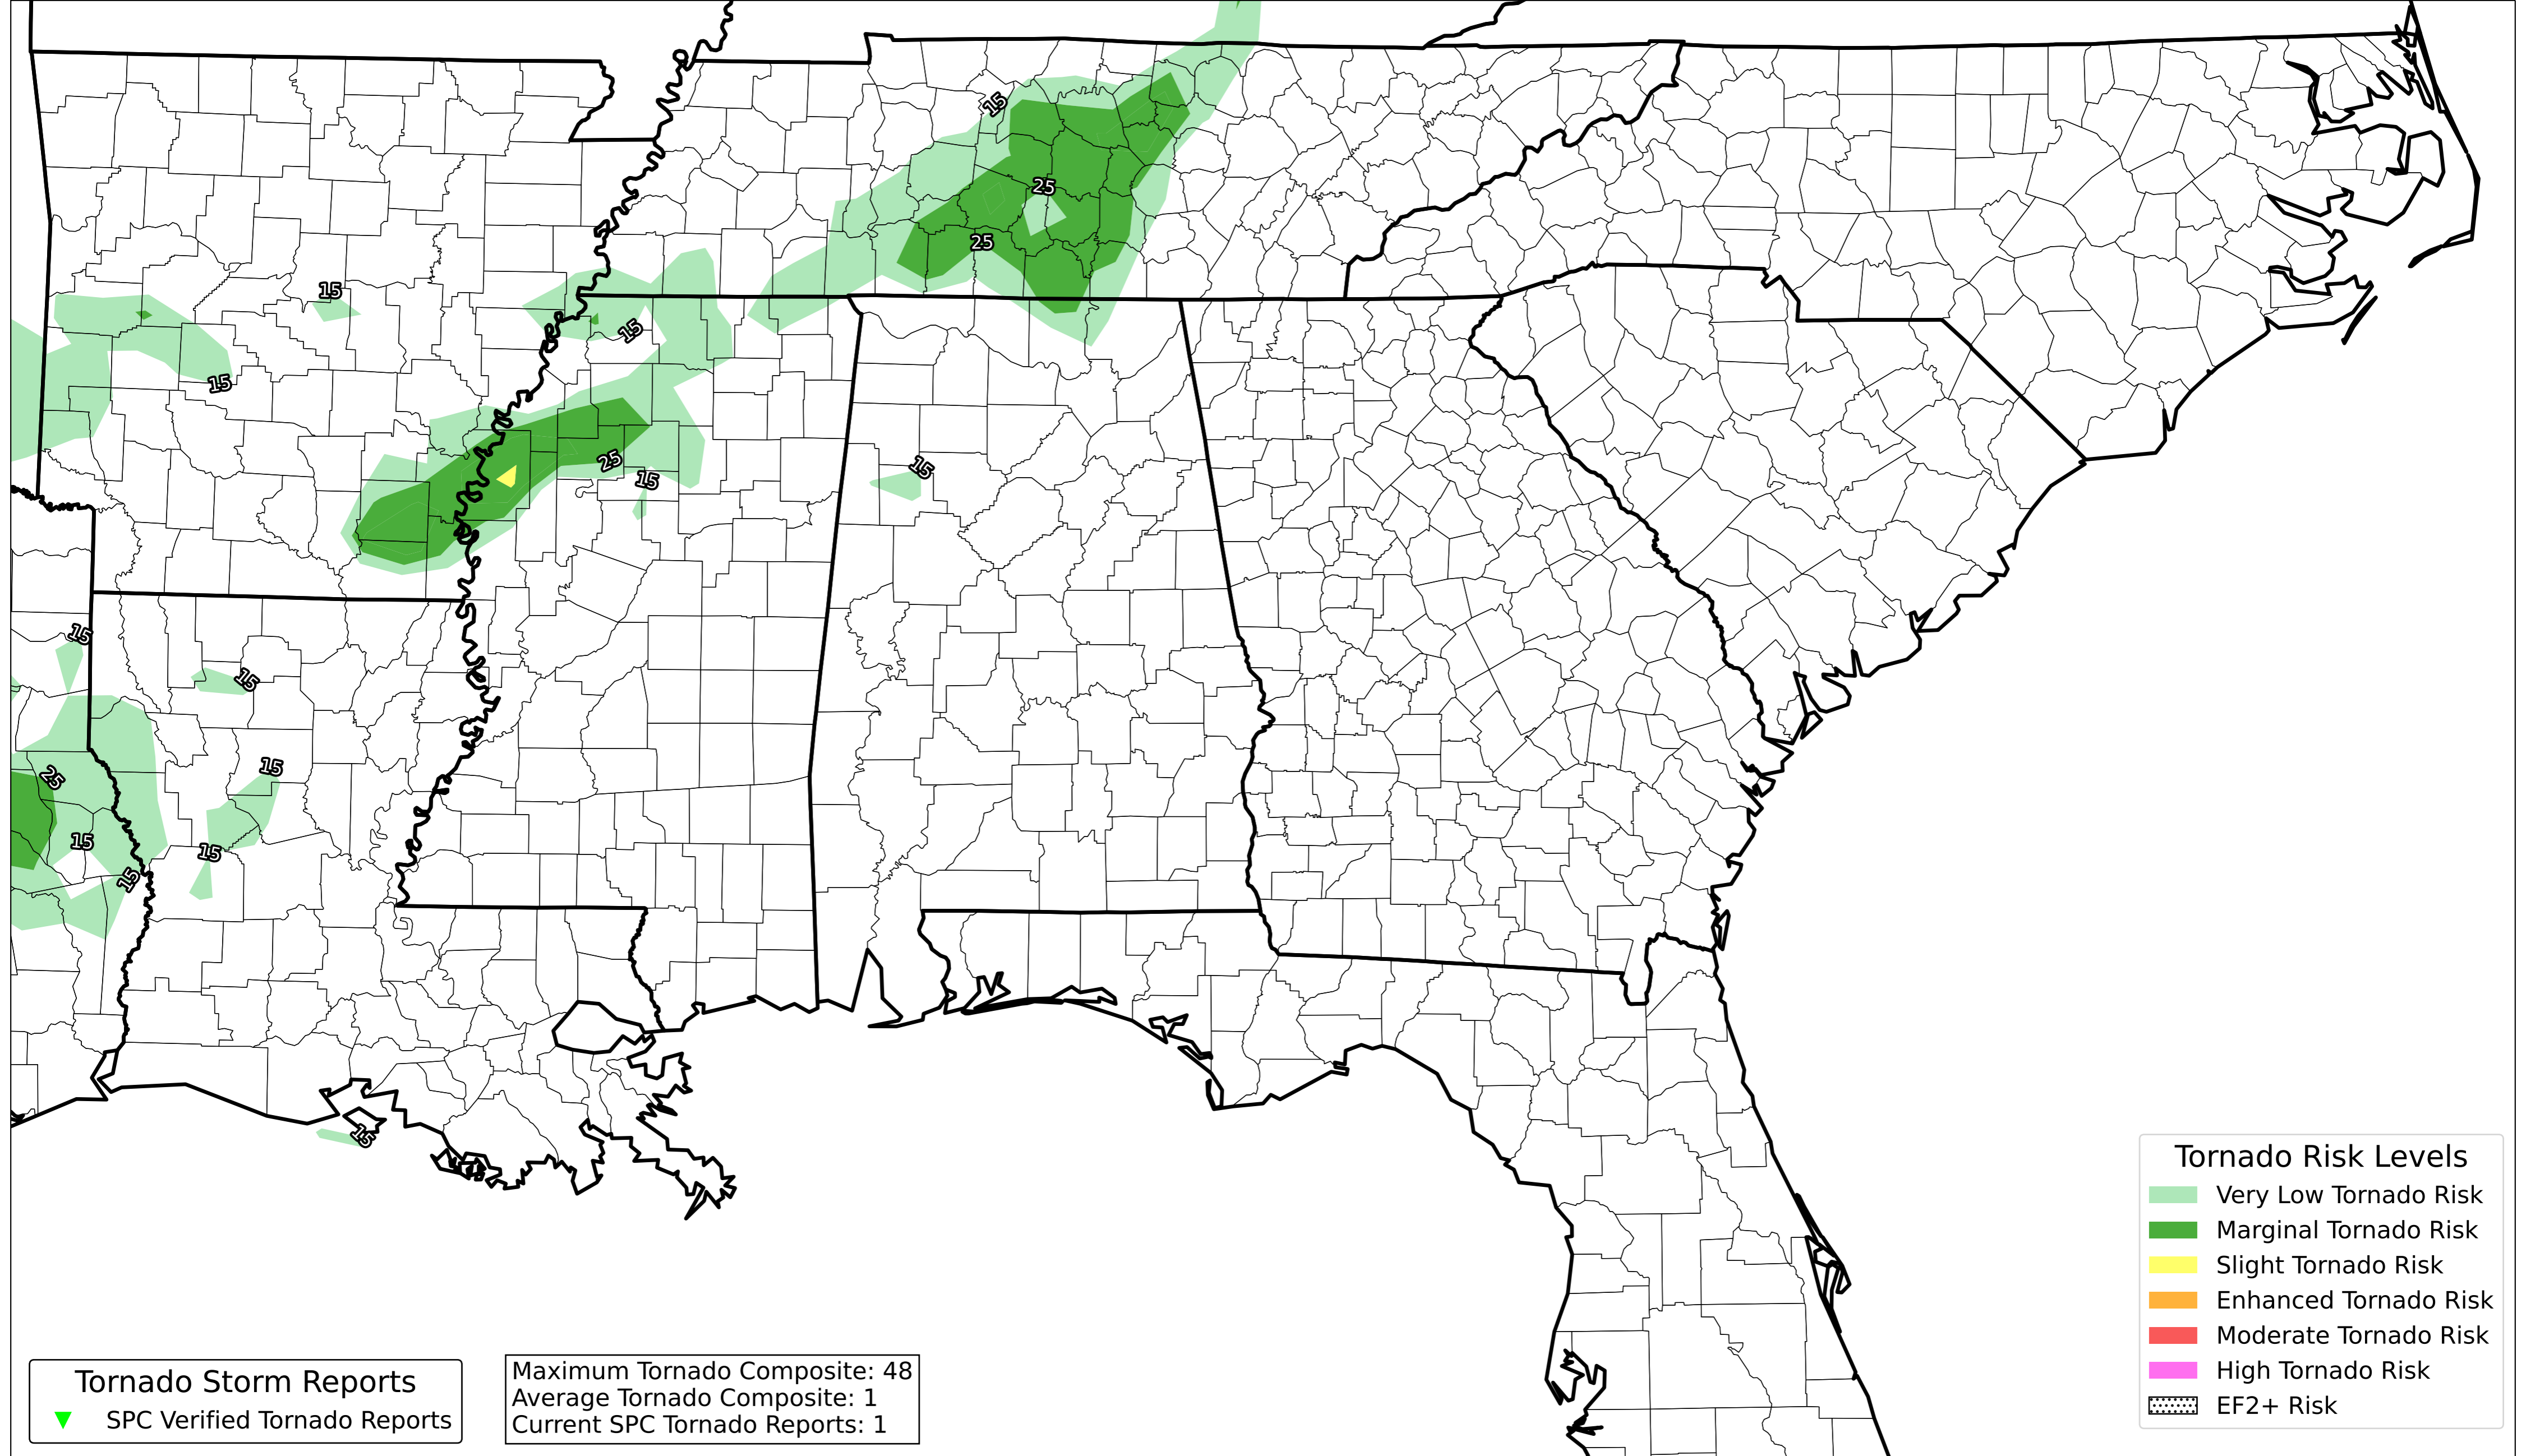 15
25
25
15
15
15
25
15
15
15
15
25
15
15
15
15
15
Tornado Risk Levels
Very Low Tornado Risk
Marginal Tornado Risk
Slight Tornado Risk
Enhanced Tornado Risk
Moderate Tornado Risk
High Tornado Risk
EF2+ Risk
Tornado Storm Reports
SPC Verified Tornado Reports
Maximum Tornado Composite: 48
Average Tornado Composite: 1
Current SPC Tornado Reports: 1